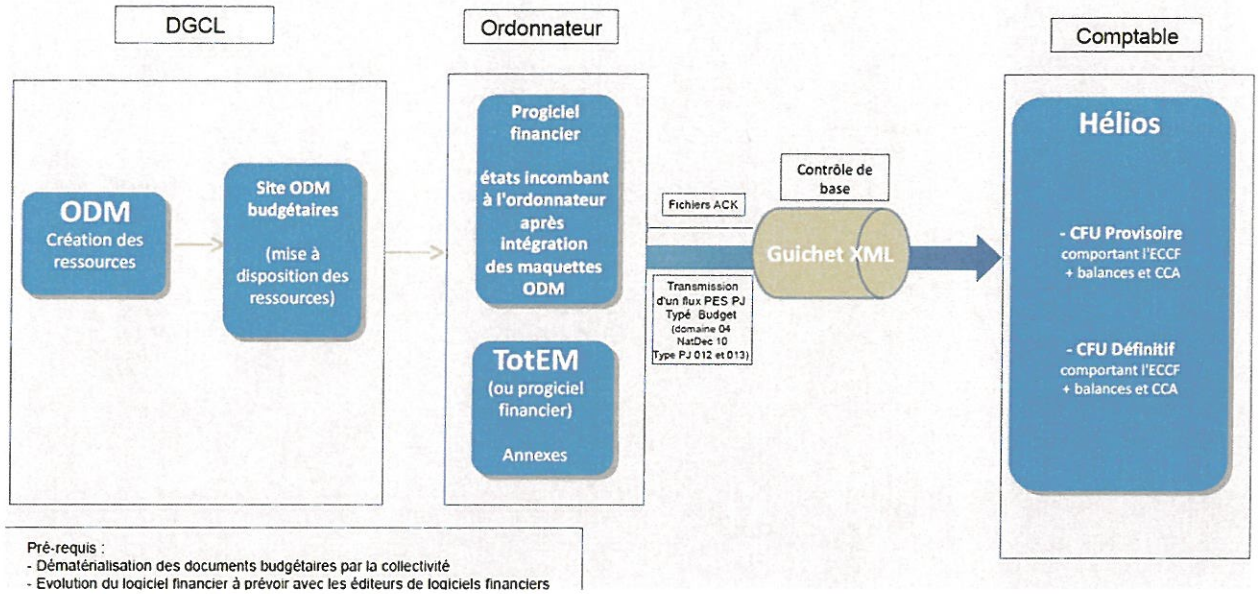 DGCL
Ordonnateur
Comptable
ODM
Création des
ressources
Site ODM
budgétaires
(mise à
disposition des
ressources)
Progiciel
financier
états incombant
à l'ordonnateur
après
intégration
des maquettes
ODM
TotEM
(ou progiciel
financier)
Annexes
Fichiers ACK
Transmission
d'un flux PES PJ
Typé Budget
(domaine 04
NatDec 10
Type PJ 012 et 013)
Contrôle de
base
Guichet XML
Hélios
- CFU Provisoire
comportant l'ECCF
+ balances et CCA
- CFU Définitif
comportant l'ECCF
+ balances et CCA
Pré-requis :
- Dématérialisation des documents budgétaires par la collectivité
- Evolution du logiciel financier à prévoir avec les éditeurs de logiciels financiers